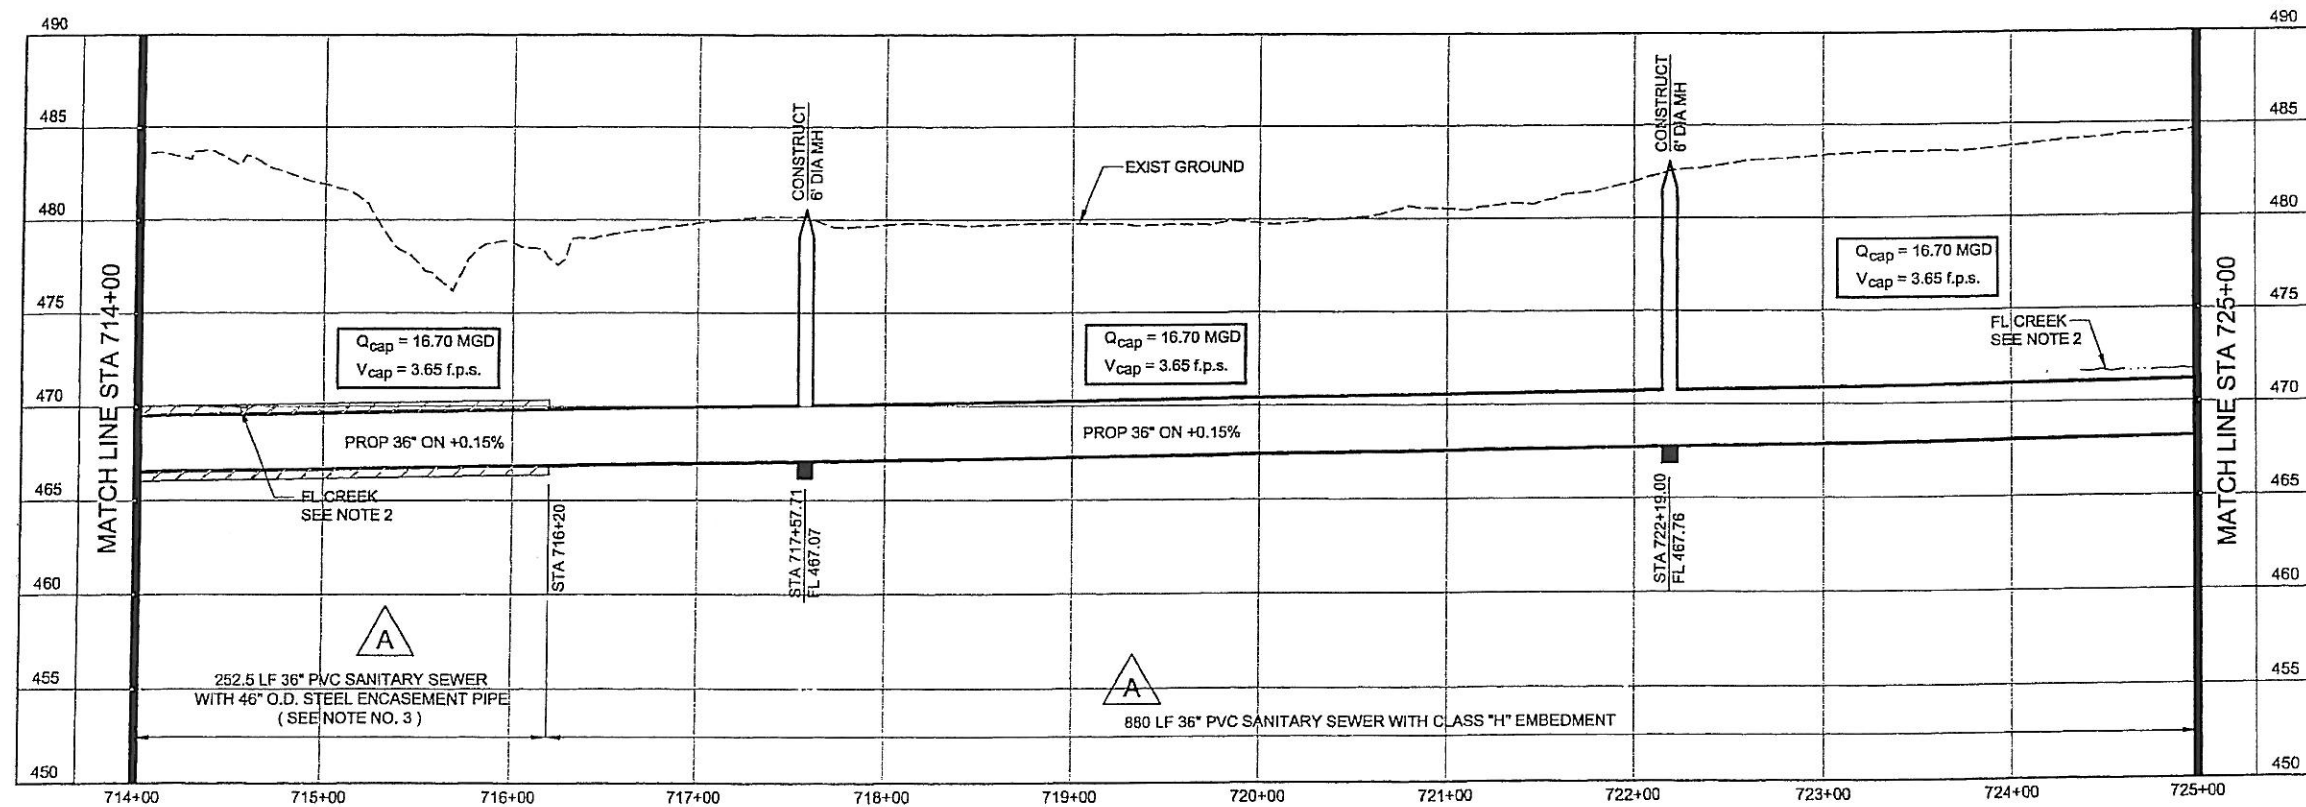 490
485
480
475
470
465
460
455
450
MATCH LINE STA 714+00
CONSTRUCT
6' DIA MH
EXIST GROUND
CONSTRUCT
6' DIA MH
Qcap = 16.70 MGD
Vcap = 3.65 f.p.s.
Qcap = 16.70 MGD
Vcap = 3.65 f.p.s.
Qcap = 16.70 MGD
Vcap = 3.65 f.p.s.
FL CREEK
SEE NOTE 2
PROP 36" ON +0.15%
PROP 36" ON +0.15%
FL CREEK
SEE NOTE 2
STA 716+20
STA 717+57.71
FL 467.07
STA 722+19.00
FL 467.76
A
252.5 LF 36" PVC SANITARY SEWER
WITH 46" O.D. STEEL ENCASEMENT PIPE
( SEE NOTE NO. 3 )
A
880 LF 36" PVC SANITARY SEWER WITH CLASS "H" EMBEDMENT
MATCH LINE STA 725+00
490
485
480
475
470
465
460
455
450
714+00 715+00 716+00 717+00 718+00 719+00 720+00 721+00 722+00 723+00 724+00 725+00